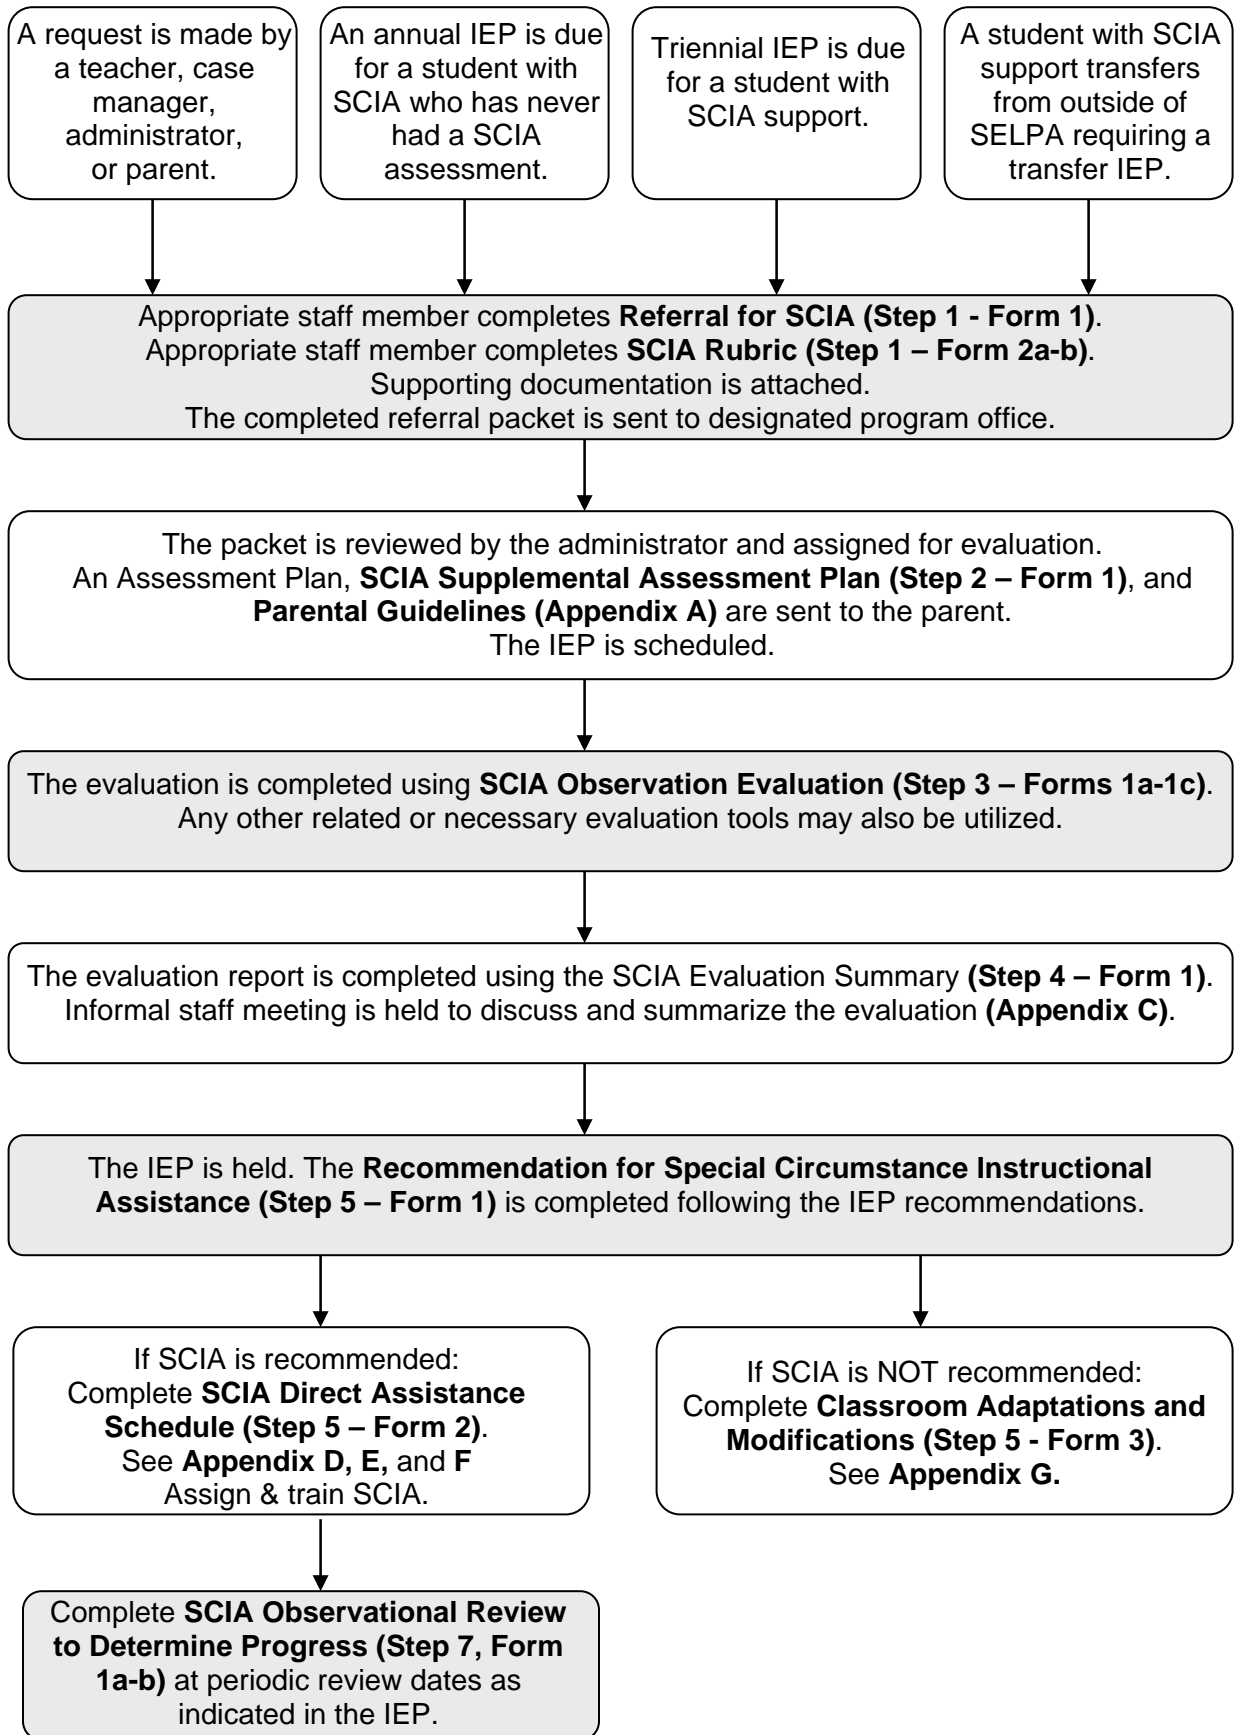 A request is made by
a teacher, case
manager,
administrator,
or parent.
An annual IEP is due
for a student with
SCIA who has never
had a SCIA
assessment.
Triennial IEP is due
for a student with
SCIA support.
A student with SCIA
support transfers
from outside of
SELPA requiring a
transfer IEP.
Appropriate staff member completes Referral for SCIA (Step 1 - Form 1).
Appropriate staff member completes SCIA Rubric (Step 1 – Form 2a-b).
Supporting documentation is attached.
The completed referral packet is sent to designated program office.
The packet is reviewed by the administrator and assigned for evaluation.
An Assessment Plan, SCIA Supplemental Assessment Plan (Step 2 – Form 1), and
Parental Guidelines (Appendix A) are sent to the parent.
The IEP is scheduled.
The evaluation is completed using SCIA Observation Evaluation (Step 3 – Forms 1a-1c).
Any other related or necessary evaluation tools may also be utilized.
The evaluation report is completed using the SCIA Evaluation Summary (Step 4 – Form 1).
Informal staff meeting is held to discuss and summarize the evaluation (Appendix C).
The IEP is held. The Recommendation for Special Circumstance Instructional
Assistance (Step 5 – Form 1) is completed following the IEP recommendations.
If SCIA is recommended:
Complete SCIA Direct Assistance
Schedule (Step 5 – Form 2).
See Appendix D, E, and F
Assign & train SCIA.
If SCIA is NOT recommended:
Complete Classroom Adaptations and
Modifications (Step 5 - Form 3).
See Appendix G.
Complete SCIA Observational Review
to Determine Progress (Step 7, Form
1a-b) at periodic review dates as
indicated in the IEP.